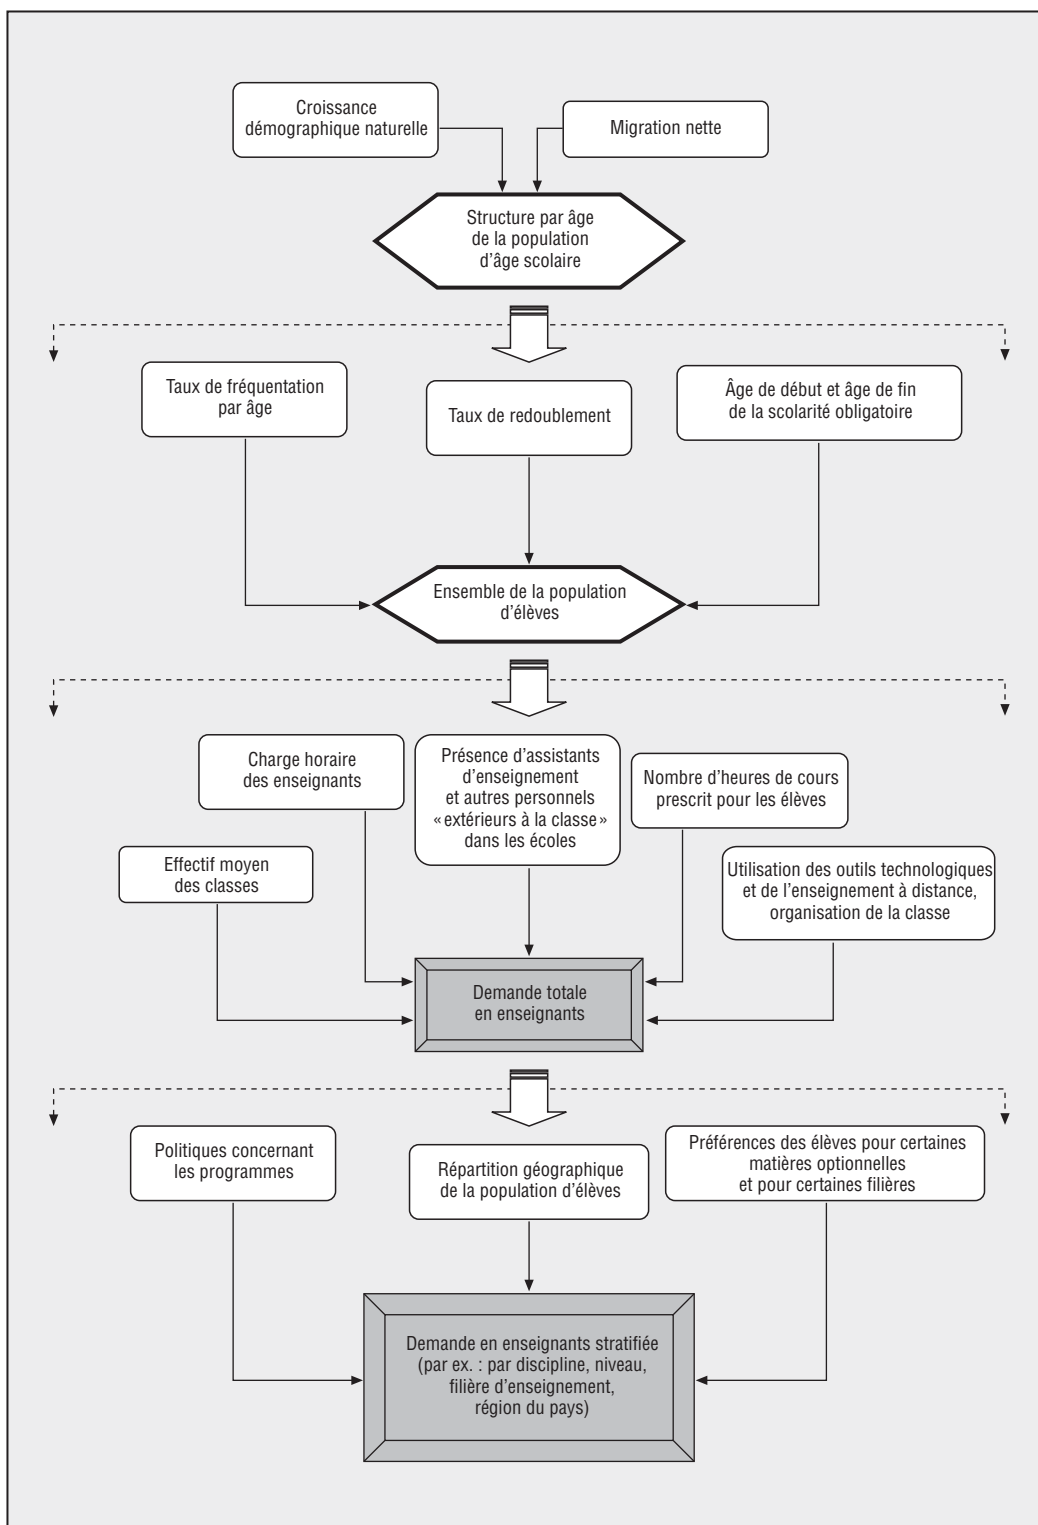 Croissance
démographique naturelle
Migration nette
Structure par âge
de la population
d’âge scolaire
Taux de fréquentation
par âge
Taux de redoublement
Âge de début et âge de fin
de la scolarité obligatoire
Ensemble de la population
d’élèves
Charge horaire
des enseignants
Présence d’assistants
d’enseignement
et autres personnels
« extérieurs à la classe »
dans les écoles
Nombre d’heures de cours
prescrit pour les élèves
Effectif moyen
des classes
Utilisation des outils technologiques
et de l’enseignement à distance,
organisation de la classe
Demande totale
en enseignants
Politiques concernant
les programmes
Répartition géographique
de la population d’élèves
Préférences des élèves pour certaines
matières optionnelles
et pour certaines filières
Demande en enseignants stratifiée
(par ex. : par discipline, niveau,
filière d’enseignement,
région du pays)